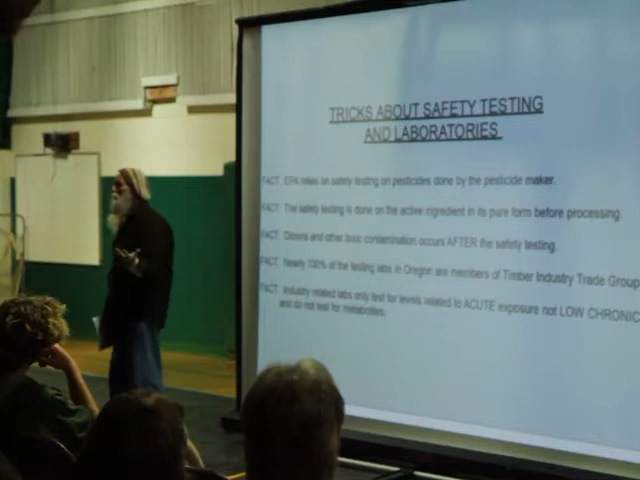 TRICKS ABOUT SAFETY TESTING
AND LABORATORIES
FACT EPA relies on safety testing on pesticides done by the pesticide maker.
FACT The safety testing is done on the active ingredient in its pure form before processing.
FACT Dioxins and other toxic contamination occurs AFTER the safety testing.
FACT Nearly 100% of the testing labs in Oregon are members of Timber Industry Trade Group
FACT Industry related labs only test for levels related to ACUTE exposure not LOW CHRONIC
and do not test for metabolites.